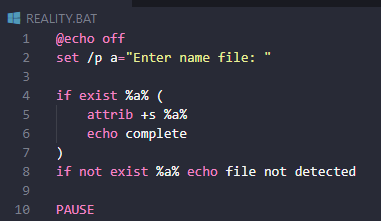 REALITY.BAT
1 @echo off
2 set /p a="Enter name file: "
3
4 if exist %a% (
5 attrib +s %a%
6 echo complete
7 )
8 if not exist %a% echo file not detected
9
10 PAUSE